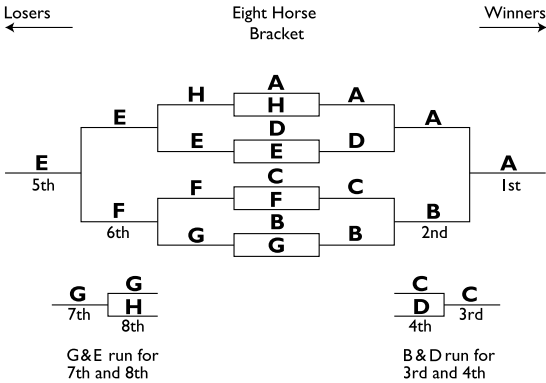 Losers
Eight Horse
Bracket
Winners
A
H
H
A
E
D
A
E
E
D
E
5th
A
1st
F
C
F
C
F
6th
B
2nd
G
B
G
B
G
7th
G
H
8th
C
D
4th
C
3rd
G&E run for
7th and 8th
B&D run for
3rd and 4th